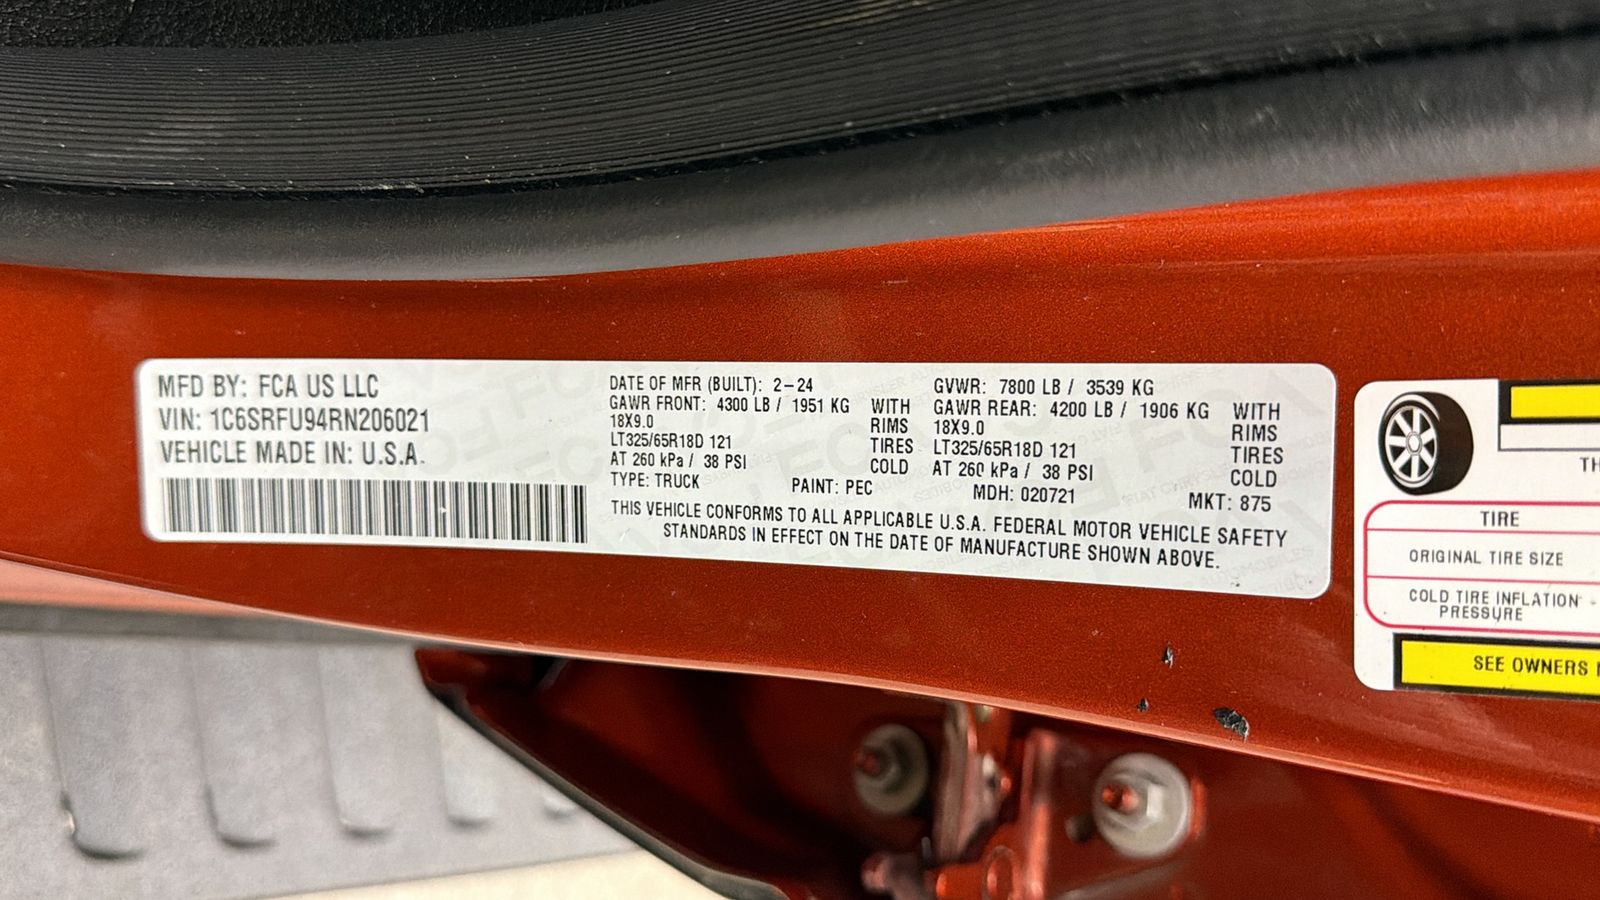 MFD BY: FCA US LLC
VIN: 1C6SRFU94RN206021
VEHICLE MADE IN: U.S.A.
DATE OF MFR (BUILT): 2-24
GAWR FRONT: 4300 LB / 1951 KG WITH
18X9.0 RIMS
LT325/65R18D 121 TIRES
AT 260 kPa / 38 PSI COLD
GVWR: 7800 LB / 3539 KG
GAWR REAR: 4200 LB / 1906 KG WITH
18X9.0 RIMS
LT325/65R18D 121 TIRES
AT 260 kPa / 38 PSI COLD
TYPE: TRUCK PAINT: PEC MDH: 020721 MKT: 875
THIS VEHICLE CONFORMS TO ALL APPLICABLE U.S.A. FEDERAL MOTOR VEHICLE SAFETY
STANDARDS IN EFFECT ON THE DATE OF MANUFACTURE SHOWN ABOVE.
TH
TIRE
ORIGINAL TIRE SIZE
COLD TIRE INFLATION
PRESSURE
SEE OWNERS